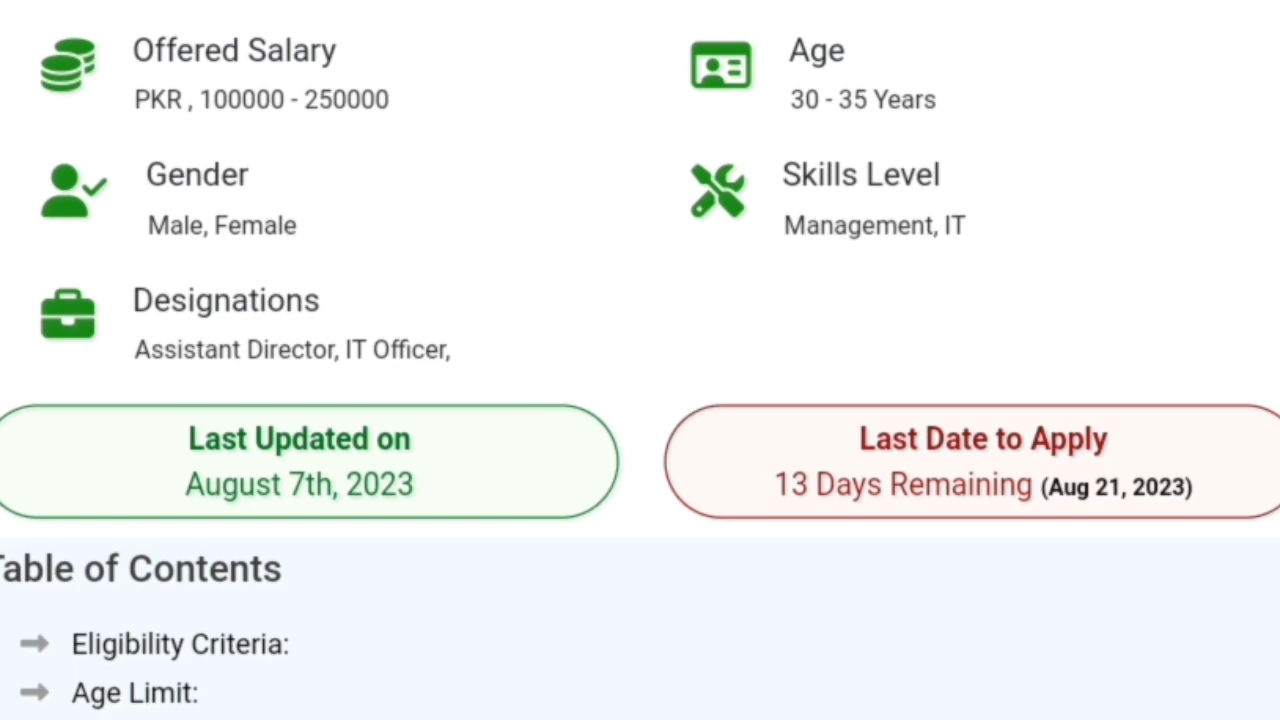 Offered Salary
PKR , 100000 - 250000
Age
30 - 35 Years
Gender
Male, Female
Skills Level
Management, IT
Designations
Assistant Director, IT Officer,
Last Updated on
August 7th, 2023
Last Date to Apply
13 Days Remaining (Aug 21, 2023)
Table of Contents
Eligibility Criteria:
Age Limit: